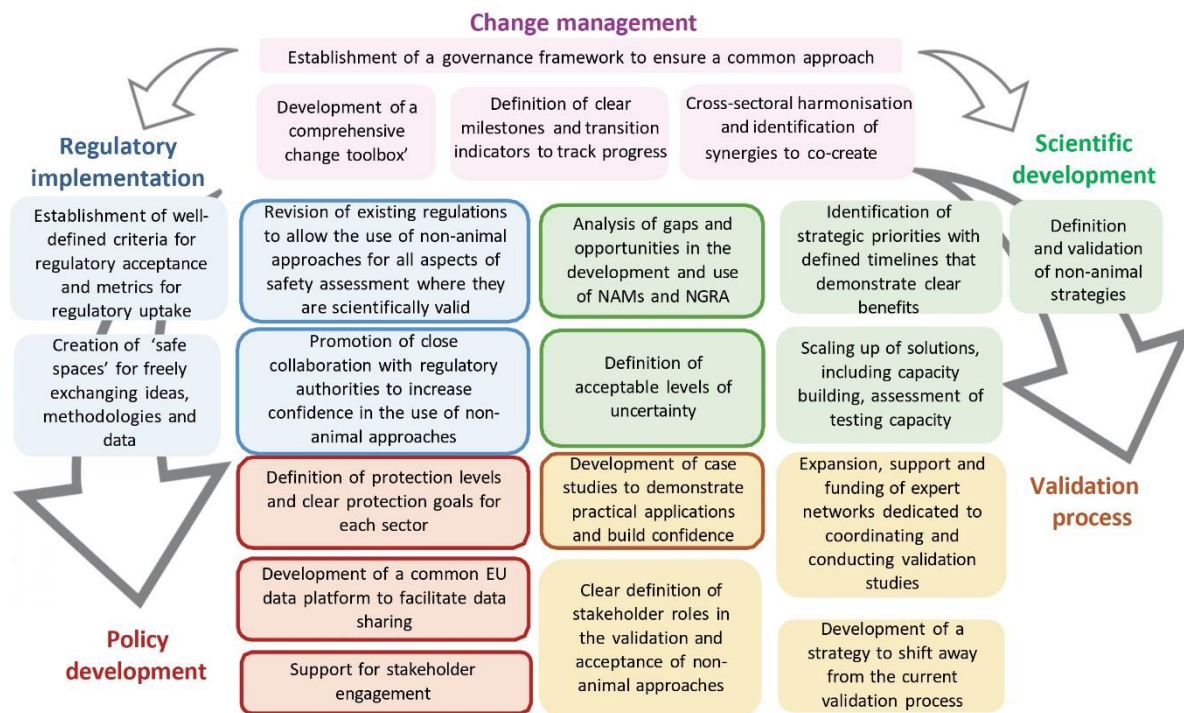 Change management
Establishment of a governance framework to ensure a common approach
Development of a
comprehensive
change toolbox’
Definition of clear
milestones and transition
indicators to track progress
Cross-sectoral harmonisation
and identification of
synergies to co-create
Regulatory
implementation
Scientific
development
Establishment of well-
defined criteria for
regulatory acceptance
and metrics for
regulatory uptake
Revision of existing regulations
to allow the use of non-animal
approaches for all aspects of
safety assessment where they
are scientifically valid
Analysis of gaps and
opportunities in the
development and use
of NAMs and NGRA
Identification of
strategic priorities with
defined timelines that
demonstrate clear
benefits
Definition
and validation
of non-animal
strategies
Creation of ‘safe
spaces’ for freely
exchanging ideas,
methodologies and
data
Promotion of close
collaboration with regulatory
authorities to increase
confidence in the use of non-
animal approaches
Definition of
acceptable levels of
uncertainty
Scaling up of solutions,
including capacity
building, assessment of
testing capacity
Definition of protection levels
and clear protection goals for
each sector
Development of case
studies to demonstrate
practical applications
and build confidence
Expansion, support and
funding of expert
networks dedicated to
coordinating and
conducting validation
studies
Validation
process
Development of a common EU
data platform to facilitate data
sharing
Clear definition of
stakeholder roles in
the validation and
acceptance of non-
animal approaches
Policy
development
Support for stakeholder
engagement
Development of a
strategy to shift away
from the current
validation process